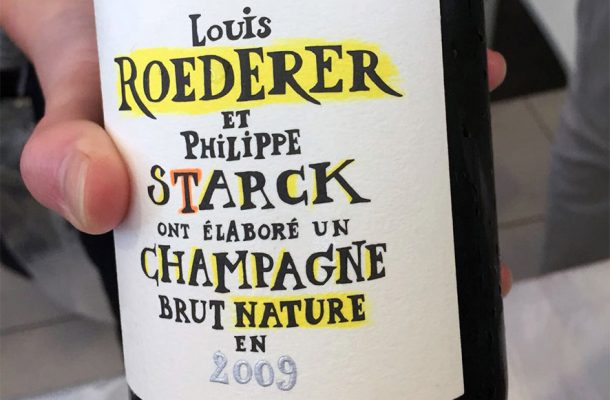 Louis
ROEDERER
ET
PHiLiPPE
STARCK
ONT ÉLABORÉ UN
CHAMPAGNE
BRUT NATURE
EN
2009